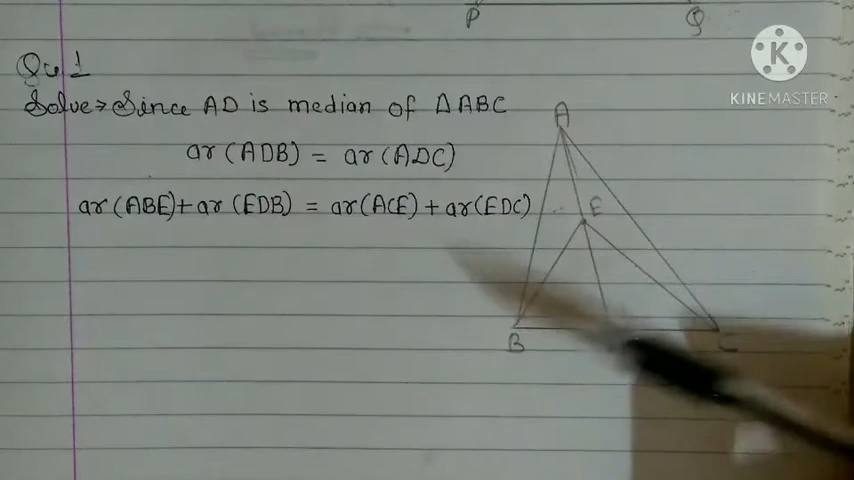 P Q
Qu 1
Solve⇒ Since AD is median of ΔABC
ar (ADB) = ar (ADC)
ar (ABE) + ar (EDB) = ar (ACE) + ar (EDC)
A
E
B C
K
KINEMASTER